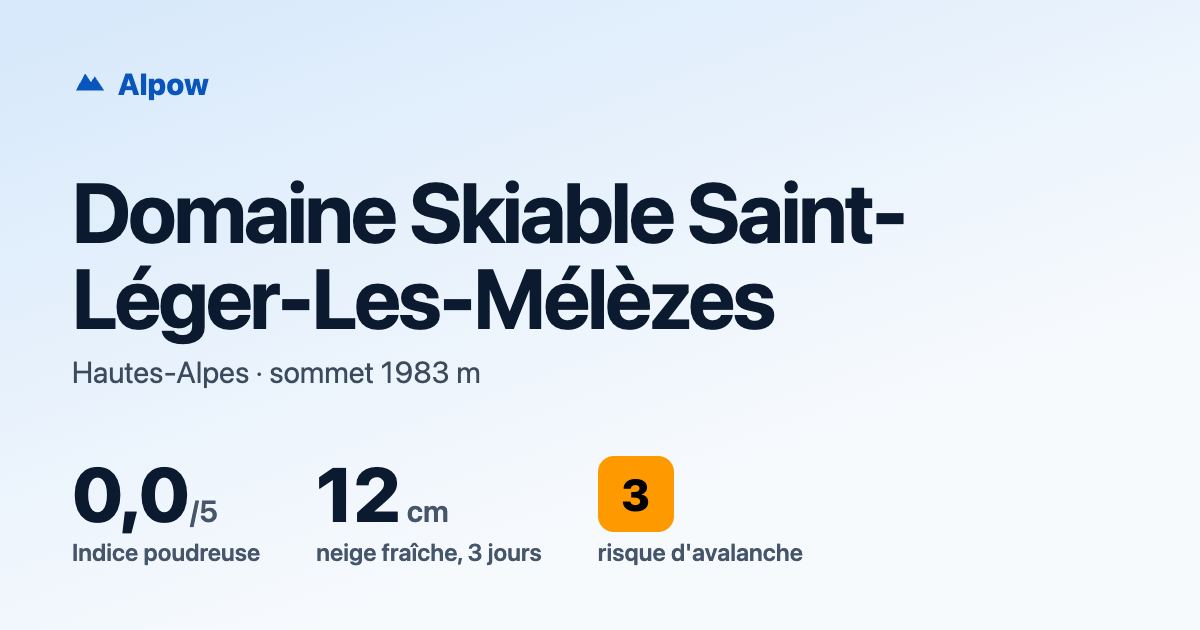 Alpow
Domaine Skiable Saint-
Léger-Les-Mélèzes
Hautes-Alpes · sommet 1983 m
0,0/5
Indice poudreuse
12 cm
neige fraîche, 3 jours
3
risque d'avalanche